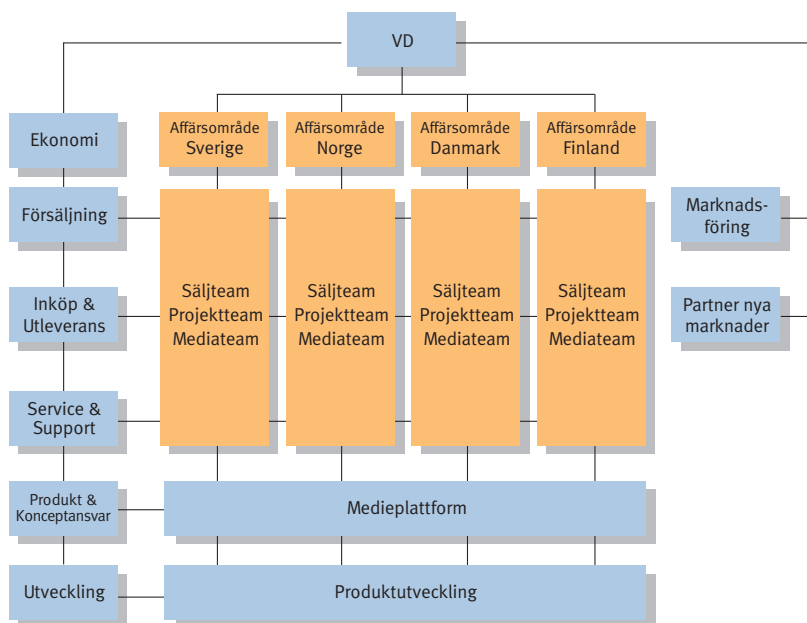 VD
Ekonomi
Affärsområde
Sverige
Affärsområde
Norge
Affärsområde
Danmark
Affärsområde
Finland
Försäljning
Marknads-
föring
Säljteam
Projektteam
Mediateam
Säljteam
Projektteam
Mediateam
Säljteam
Projektteam
Mediateam
Säljteam
Projektteam
Mediateam
Inköp &
Utleverans
Partner nya
marknader
Service &
Support
Produkt &
Konceptansvar
Medieplattform
Utveckling
Produktutveckling